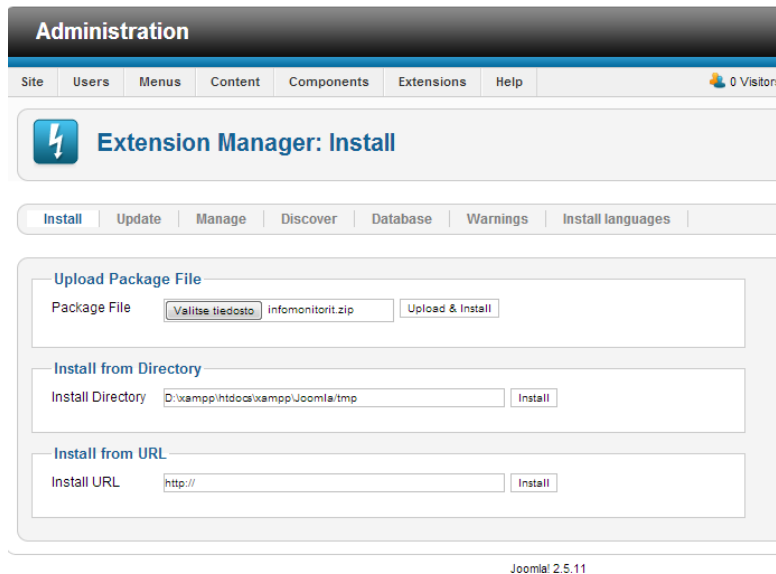 Administration
Site Users Menus Content Components Extensions Help 0 Visitors
Extension Manager: Install
Install Update Manage Discover Database Warnings Install languages
Upload Package File
Package File Valitse tiedosto infomonitorit.zip Upload & Install
Install from Directory
Install Directory D:\xampp\htdocs\xampp\Joomla/tmp Install
Install from URL
Install URL http:// Install
Joomla! 2.5.11